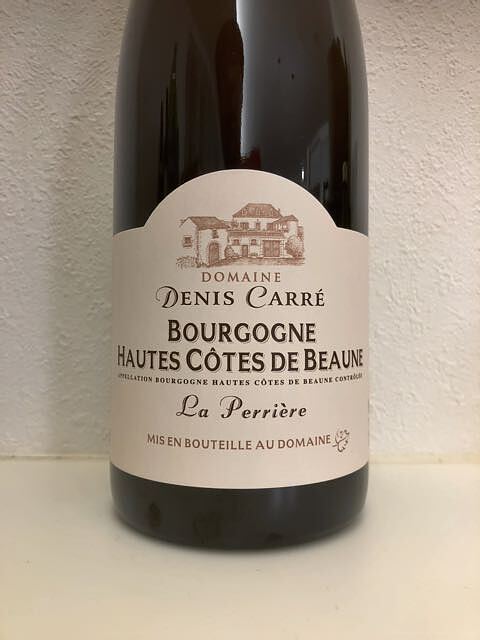 DOMAINE
DENIS CARRÉ
BOURGOGNE
HAUTES CÔTES DE BEAUNE
APPELLATION BOURGOGNE HAUTES CÔTES DE BEAUNE CONTRÔLÉE
La Perrière
MIS EN BOUTEILLE AU DOMAINE